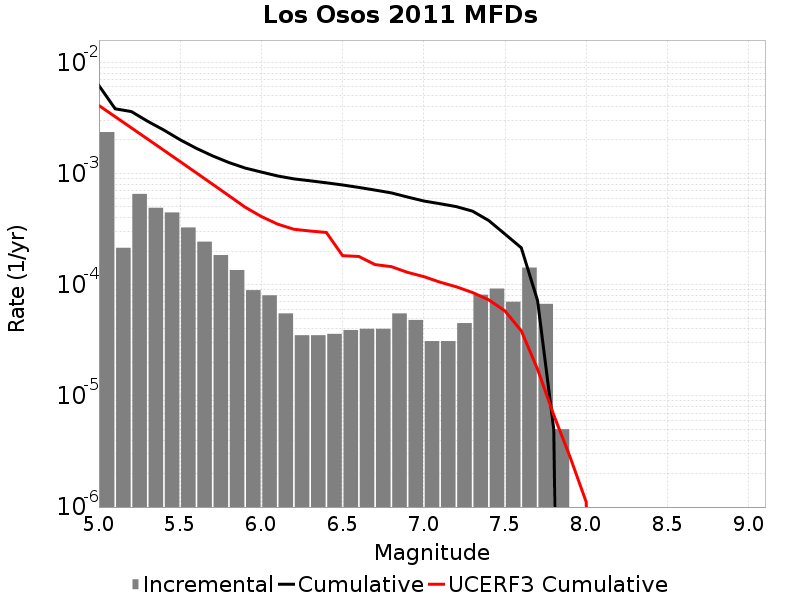 Los Osos 2011 MFDs
10-2
10-3
10-4
10-5
10-6
Rate (1/yr)
5.0 5.5 6.0 6.5 7.0 7.5 8.0 8.5 9.0
Magnitude
Incremental Cumulative UCERF3 Cumulative